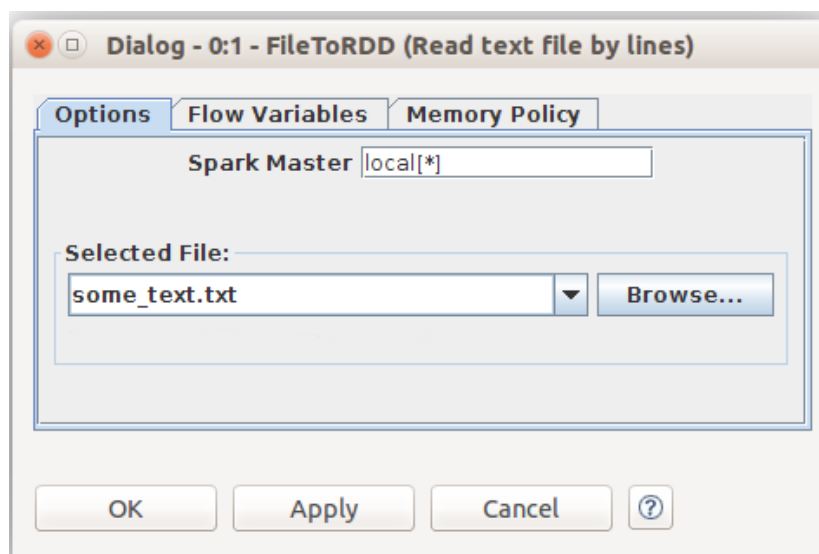 Dialog - 0:1 - FileToRDD (Read text file by lines)
Options Flow Variables Memory Policy
Spark Master local[*]
Selected File:
some_text.txt Browse...
OK Apply Cancel ?